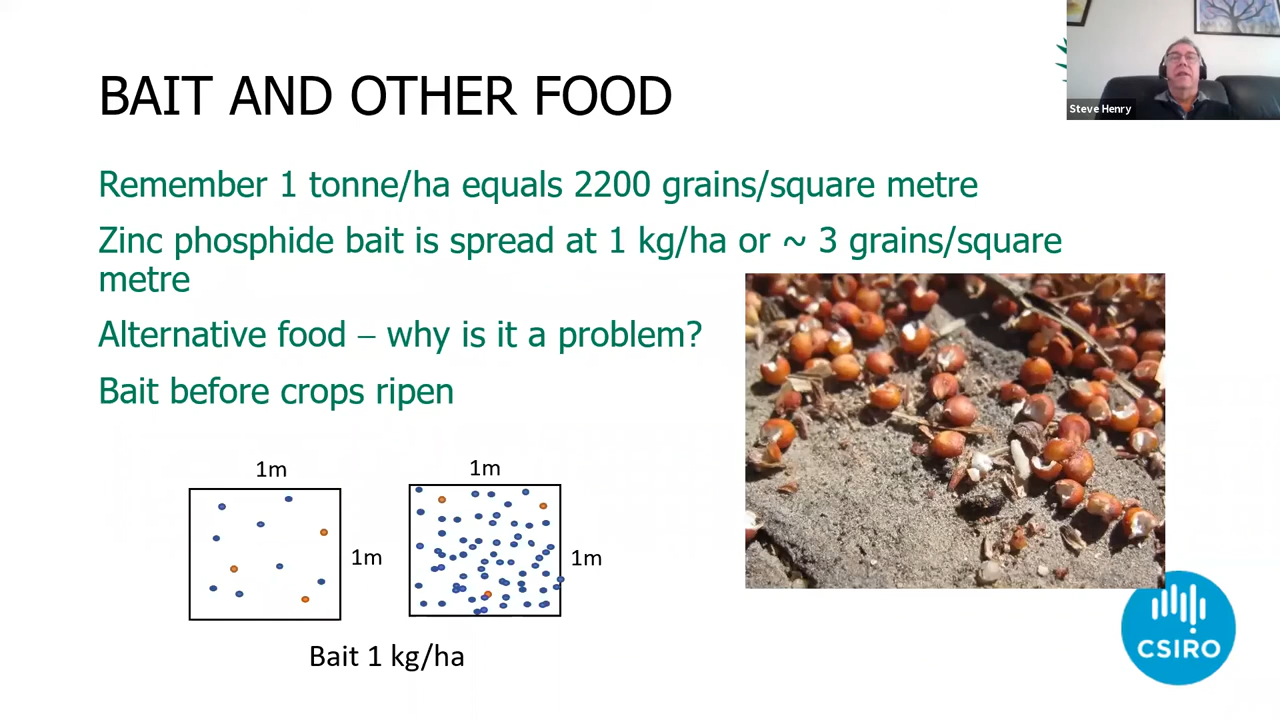 Steve Henry
BAIT AND OTHER FOOD
Remember 1 tonne/ha equals 2200 grains/square metre
Zinc phosphide bait is spread at 1 kg/ha or ~ 3 grains/square
metre
Alternative food – why is it a problem?
Bait before crops ripen
1m
1m
1m
1m
Bait 1 kg/ha
CSIRO